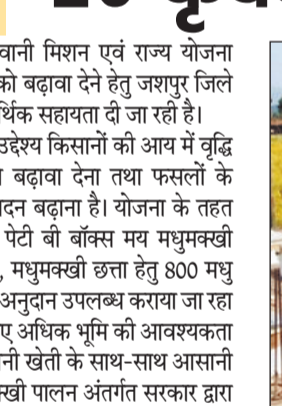 वानी मिशन एवं राज्य योजना
को बढ़ावा देने हेतु जशपुर जिले
र्थिक सहायता दी जा रही है।
उद्देश्य किसानों की आय में वृद्धि
बढ़ावा देना तथा फसलों के
दन बढ़ाना है। योजना के तहत
पेटी बी बॉक्स मय मधुमक्खी
, मधुमक्खी छत्ता हेतु 800 मधु
अनुदान उपलब्ध कराया जा रहा
ए अधिक भूमि की आवश्यकता
नी खेती के साथ-साथ आसानी
खी पालन अंतर्गत सरकार द्वारा